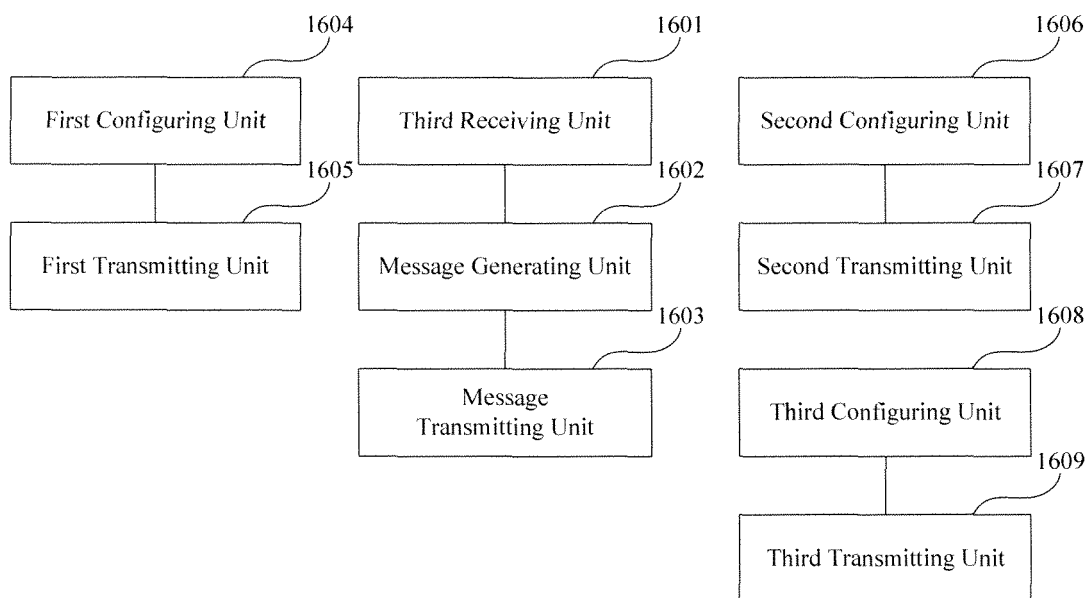 1604
1601
1606
First Configuring Unit
Third Receiving Unit
Second Configuring Unit
1605
1602
1607
First Transmitting Unit
Message Generating Unit
Second Transmitting Unit
1603
1608
Message
Transmitting Unit
Third Configuring Unit
1609
Third Transmitting Unit